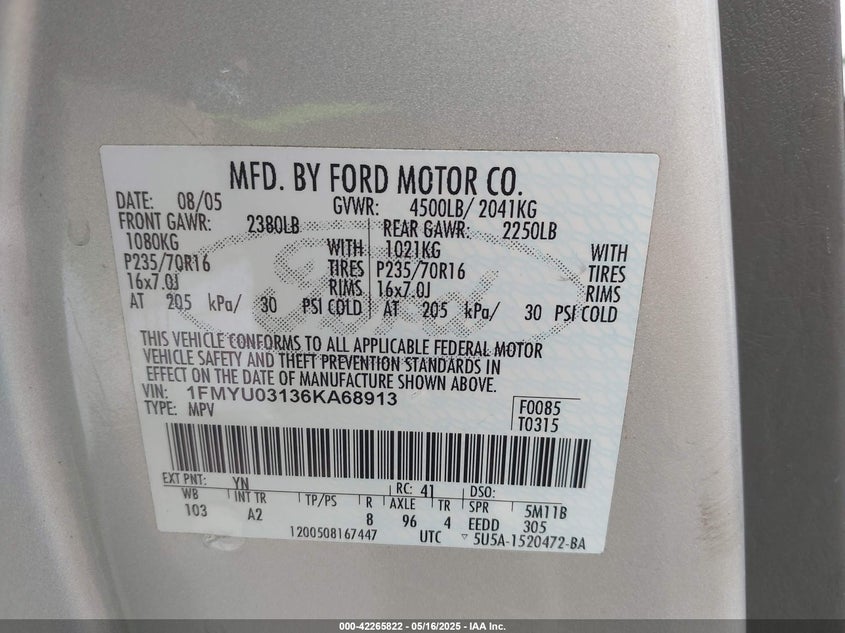 MFD. BY FORD MOTOR CO.
DATE: 08/05 GVWR: 4500LB/ 2041KG
FRONT GAWR: 2380LB REAR GAWR: 2250LB
1080KG WITH 1021KG WITH
P235/70R16 TIRES P235/70R16 TIRES
16x7.0J RIMS 16x7.0J RIMS
AT 205 kPa/ 30 PSI COLD AT 205 kPa/ 30 PSI COLD
THIS VEHICLE CONFORMS TO ALL APPLICABLE FEDERAL MOTOR
VEHICLE SAFETY AND THEFT PREVENTION STANDARDS IN
EFFECT ON THE DATE OF MANUFACTURE SHOWN ABOVE.
VIN: 1FMYU03136KA68913
TYPE: MPV
F0085
T0315
EXT PNT: YN RC: 41 DSO:
WB INT TR TP/PS R AXLE TR SPR 5M11B
103 A2 8 96 4 EEDD 305
1200508167447 UTC ▽ 5U5A-1520472-BA
Ford
000-42265822 - 05/16/2025 - IAA Inc.